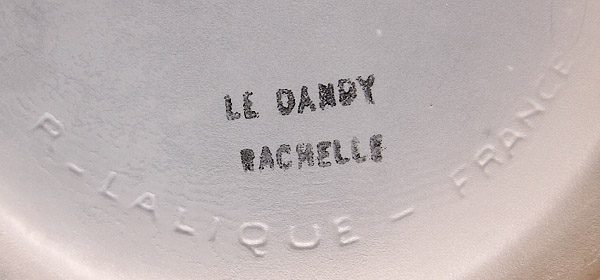 LE DANDY
RACHELLE
R-LALIQUE - FRANCE